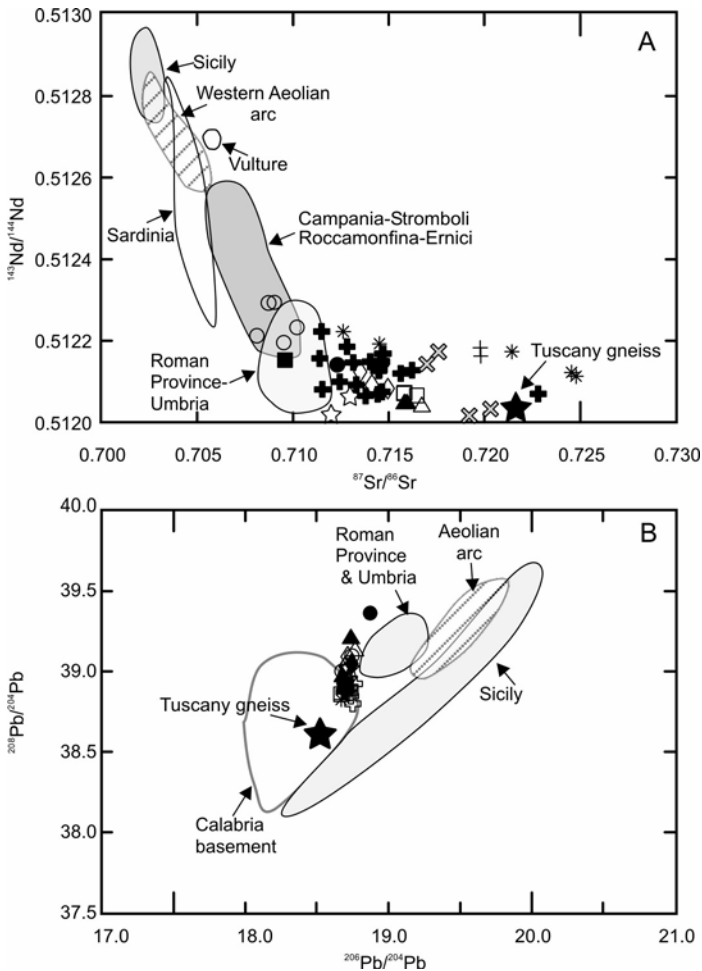 0.5130
A
Sicily
0.5128
Western Aeolian
arc
Vulture
0.5126
143Nd/144Nd
Campania-Stromboli
Roccamonfina-Ernici
Sardinia
0.5124
0.5122
Tuscany gneiss
Roman
Province-
Umbria
0.5120
0.700
0.705
0.710
0.715
0.720
0.725
0.730
87Sr/86Sr
40.0
B
Roman
Province
& Umbria
Aeolian
arc
39.5
39.0
208Pb/204Pb
Tuscany gneiss
Sicily
38.5
Calabria
basement
38.0
37.5
17.0
18.0
19.0
20.0
21.0
206Pb/204Pb